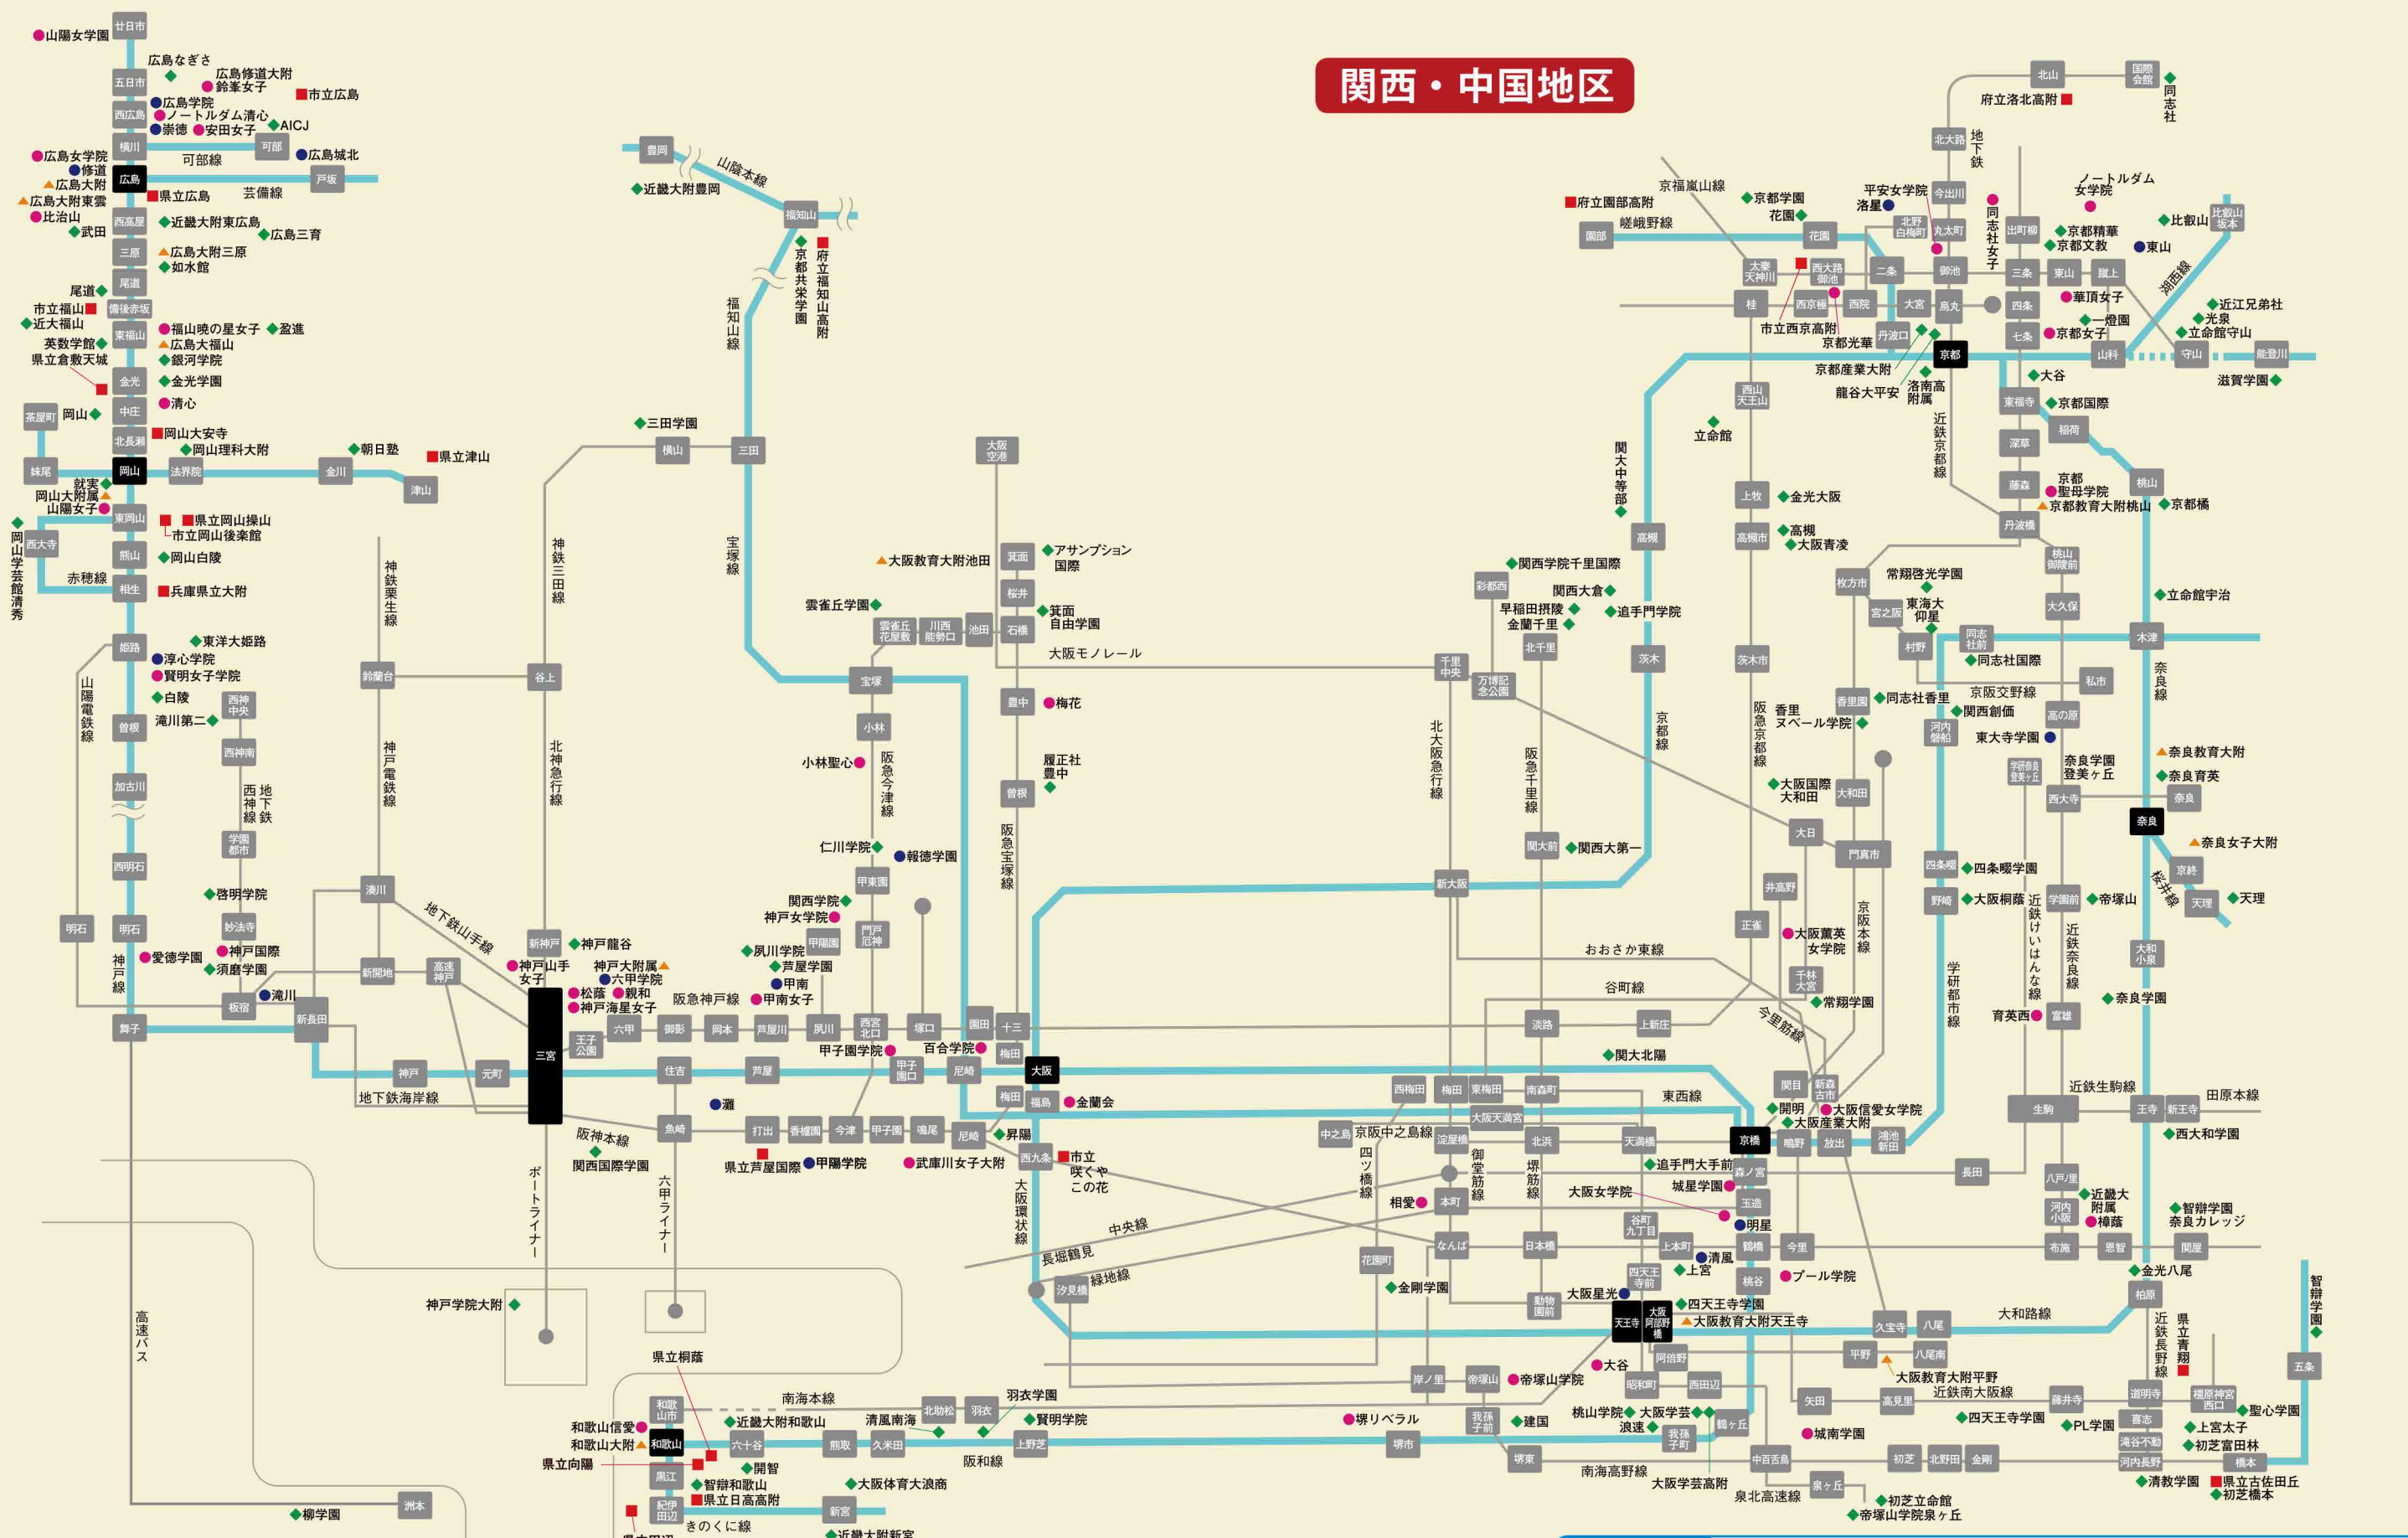 関西・中国地区
廿日市
山陽女学園
広島なぎさ
五日市
広島修道大附
鈴峯女子
市立広島
広島学院
西広島
ノートルダム清心
崇徳
安田女子
AICJ
横川
可部
可部線
広島女学院
広島城北
修道
広島
戸坂
広島大附
芸備線
県立広島
広島大附東雲
比治山
西高屋
近畿大附東広島
武田
広島三育
三原
広島大附三原
如水館
尾道
尾道
市立福山
備後赤坂
近大福山
東福山
福山暁の星女子
盈進
英数学館
広島大福山
県立倉敷天城
銀河学院
金光
金光学園
清心
茶屋町
岡山
中庄
北長瀬
岡山大安寺
岡山理科大附
朝日塾
県立津山
妹尾
岡山
法界院
金川
津山
就実
岡山大附属
山陽女子
東岡山
県立岡山操山
市立岡山後楽館
岡山学芸館清秀
西大寺
熊山
岡山白陵
赤穂線
相生
兵庫県立大附
姫路
東洋大姫路
淳心学院
賢明女子学院
山陽電鉄線
白陵
滝川第二
曽根
西神
中央
西神南
加古川
地下鉄
西神線
学園
都市
西明石
啓明学院
妙法寺
明石
明石
神戸線
愛徳学園
神戸国際
須磨学園
板宿
滝川
新長田
舞子
高速バス
柳学園
洲本
豊岡
山陰本線
近畿大附豊岡
福知山
京都共栄学園
府立福知山高附
福知山線
三田学園
横山
三田
神鉄三田線
宝塚線
神鉄粟生線
鈴蘭台
谷上
神戸電鉄線
北神急行線
湊川
地下鉄山手線
新開地
高速
神戸
新神戸
神戸龍谷
神戸山手
女子
神戸大附属
六甲学院
松蔭
親和
神戸海星女子
三宮
神戸
元町
地下鉄海岸線
王子
公園
六甲
御影
岡本
芦屋川
夙川
西宮
北口
塚口
園田
十三
阪急神戸線
夙川学院
芦屋学園
甲南
甲南女子
関西学院
神戸女学院
甲陽園
門戸
厄神
甲東園
仁川学院
報徳学園
小林聖心
阪急今津線
小林
宝塚
雲雀丘学園
雲雀丘
花屋敷
川西
能勢口
池田
石橋
大阪教育大附池田
箕面
アサンプション
国際
桜井
箕面
自由学園
大阪
空港
大阪モノレール
豊中
梅花
履正社
豊中
曽根
阪急宝塚線
甲子園学院
百合学院
住吉
芦屋
甲子
園口
尼崎
梅田
大阪
灘
梅田
福島
金蘭会
阪神本線
関西国際学園
魚崎
打出
香櫨園
今津
甲子園
鳴尾
尼崎
昇陽
県立芦屋国際
甲陽学院
武庫川女子大附
西九条
市立
咲くや
この花
大阪環状線
ポートライナー
六甲ライナー
神戸学院大附
中央線
長堀鶴見
緑地線
汐見橋
県立桐蔭
南海本線
和歌
山市
和歌山信愛
和歌山大附
和歌山
近畿大附和歌山
清風南海
北助松
羽衣
羽衣学園
賢明学院
六十谷
熊取
久米田
上野芝
阪和線
県立向陽
黒江
開智
智辯和歌山
大阪体育大浪商
県立日高高附
紀伊
田辺
新宮
きのくに線
近畿大附新宮
北山
国際
会館
同志社
府立洛北高附
北大路
地下鉄
京福嵐山線
府立園部高附
園部
嵯峨野線
京都学園
花園
花園
平安女学院
洛星
今出川
北野
白梅町
丸太町
同志社女子
出町柳
ノートルダム
女学院
京都精華
京都文教
東山
比叡山
比叡山
坂本
太秦
天神川
西大路
御池
二条
御池
三条
東山
蹴上
湖西線
桂
西京極
西院
大宮
烏丸
四条
華頂女子
近江兄弟社
光泉
立命館守山
市立西京高附
京都光華
丹波口
七条
一燈園
京都女子
京都
山科
守山
能登川
滋賀学園
京都産業大附
龍谷大平安
洛南高
附属
大谷
西山
天王山
立命館
東福寺
京都国際
稲荷
近鉄京都線
深草
藤森
京都
聖母学院
桃山
京都教育大附桃山
京都橘
丹波橋
桃山
御陵前
関大中等部
上牧
金光大阪
高槻
高槻市
高槻
大阪青凌
関西学院千里国際
彩都西
関西大倉
早稲田摂陵
追手門学院
金蘭千里
北千里
千里
中央
万博記
念公園
茨木
茨木市
枚方市
常翔啓光学園
宮之阪
東海大
仰星
村野
同志
社前
同志社国際
大久保
立命館宇治
木津
奈良線
私市
京阪交野線
香里園
同志社香里
関西創価
香里
ヌベール学院
河内
磐船
高の原
東大寺学園
奈良教育大附
北大阪急行線
阪急千里線
京都線
阪急京都線
大阪国際
大和田
大和田
学研奈良
登美ヶ丘
奈良学園
登美ヶ丘
奈良育英
西大寺
奈良
奈良
大日
門真市
関大前
関西大第一
新大阪
奈良女子大附
四条畷
四条畷学園
京終
桜井線
天理
天理
井高野
野崎
大阪桐蔭
学園前
帝塚山
近鉄けいはんな線
近鉄奈良線
正雀
大阪薫英
女学院
京阪本線
おおさか東線
谷町線
千林
大宮
常翔学園
学研都市線
大和
小泉
奈良学園
育英西
富雄
淡路
上新庄
今里筋線
関大北陽
関目
新森
古市
西梅田
梅田
東梅田
南森町
東西線
大阪天満宮
開明
大阪信愛女学院
大阪産業大附
近鉄生駒線
田原本線
生駒
王寺
新王寺
西大和学園
中之島
京阪中之島線
淀屋橋
北浜
天満橋
京橋
鴫野
放出
鴻池
新田
四ツ橋線
御堂筋線
堺筋線
追手門大手前
森ノ宮
長田
城星学園
大阪女学院
玉造
相愛
本町
明星
谷町
九丁目
八戸ノ里
近畿大
附属
河内
小阪
樟蔭
智辯学園
奈良カレッジ
なんば
日本橋
上本町
鶴橋
今里
布施
恩智
関屋
花園町
清風
上宮
四天王
寺前
桃谷
プール学院
金剛学園
大阪星光
動物
園前
四天王寺学園
天王寺
大阪
阿部野
橋
大阪教育大附天王寺
金光八尾
柏原
久宝寺
八尾
大和路線
智辯学園
阿倍野
平野
八尾南
大阪教育大附平野
近鉄長野線
県立青翔
五条
大谷
岸ノ里
帝塚山
帝塚山学院
昭和町
西田辺
矢田
高見里
近鉄南大阪線
藤井寺
道明寺
橿原神宮
西口
聖心学園
堺リベラル
我孫
子前
建国
桃山学院
大阪学芸
浪速
鶴ヶ丘
我孫
子町
城南学園
四天王寺学園
PL学園
喜志
上宮太子
初芝富田林
滝谷不動
堺市
堺東
南海高野線
大阪学芸高附
中百舌鳥
初芝
北野田
金剛
河内長野
橋本
清教学園
県立古佐田丘
初芝橋本
泉ヶ丘
泉北高速線
初芝立命館
帝塚山学院泉ヶ丘